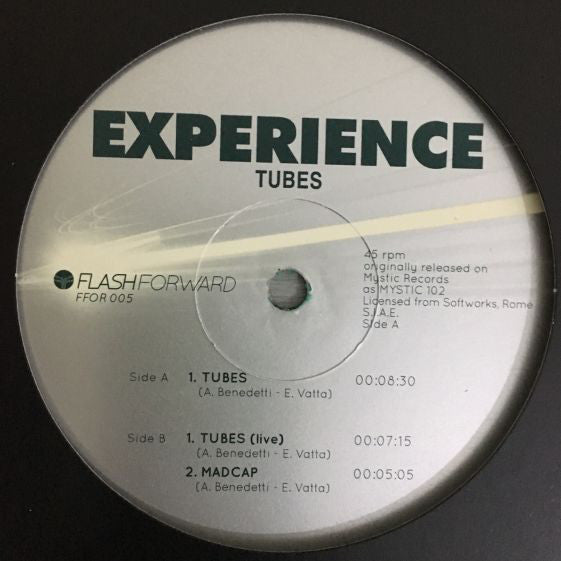 EXPERIENCE
TUBES
45 rpm
originally released on
Mystic Records
as MYSTIC 102
Licensed from Softworks, Rome
S.I.A.E.
Side A
FLASHFORWARD
FFOR 005
Side A 1. TUBES 00:08:30
(A. Benedetti - E. Vatta)
Side B 1. TUBES (live) 00:07:15
(A. Benedetti - E. Vatta)
2. MADCAP 00:05:05
(A. Benedetti - E. Vatta)